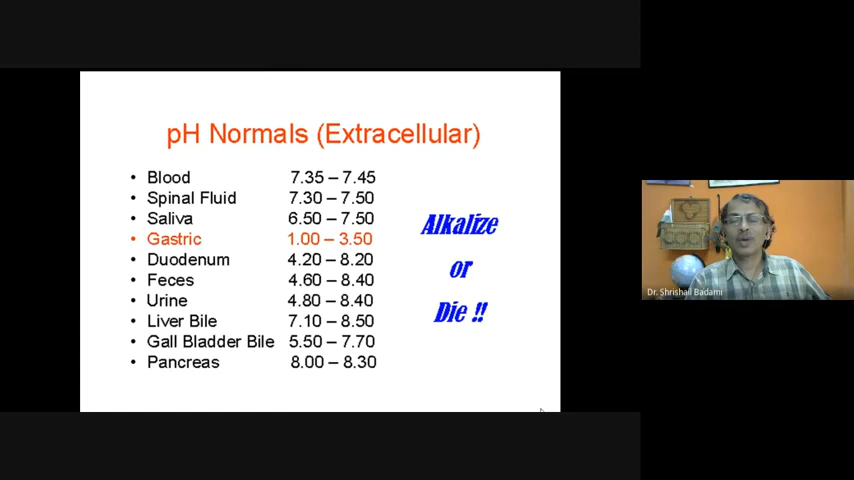 pH Normals (Extracellular)
• Blood 7.35 – 7.45
• Spinal Fluid 7.30 – 7.50
• Saliva 6.50 – 7.50
• Gastric 1.00 – 3.50
• Duodenum 4.20 – 8.20
• Feces 4.60 – 8.40
• Urine 4.80 – 8.40
• Liver Bile 7.10 – 8.50
• Gall Bladder Bile 5.50 – 7.70
• Pancreas 8.00 – 8.30
Alkalize
or
Die !!
Dr. Shrishail Badami